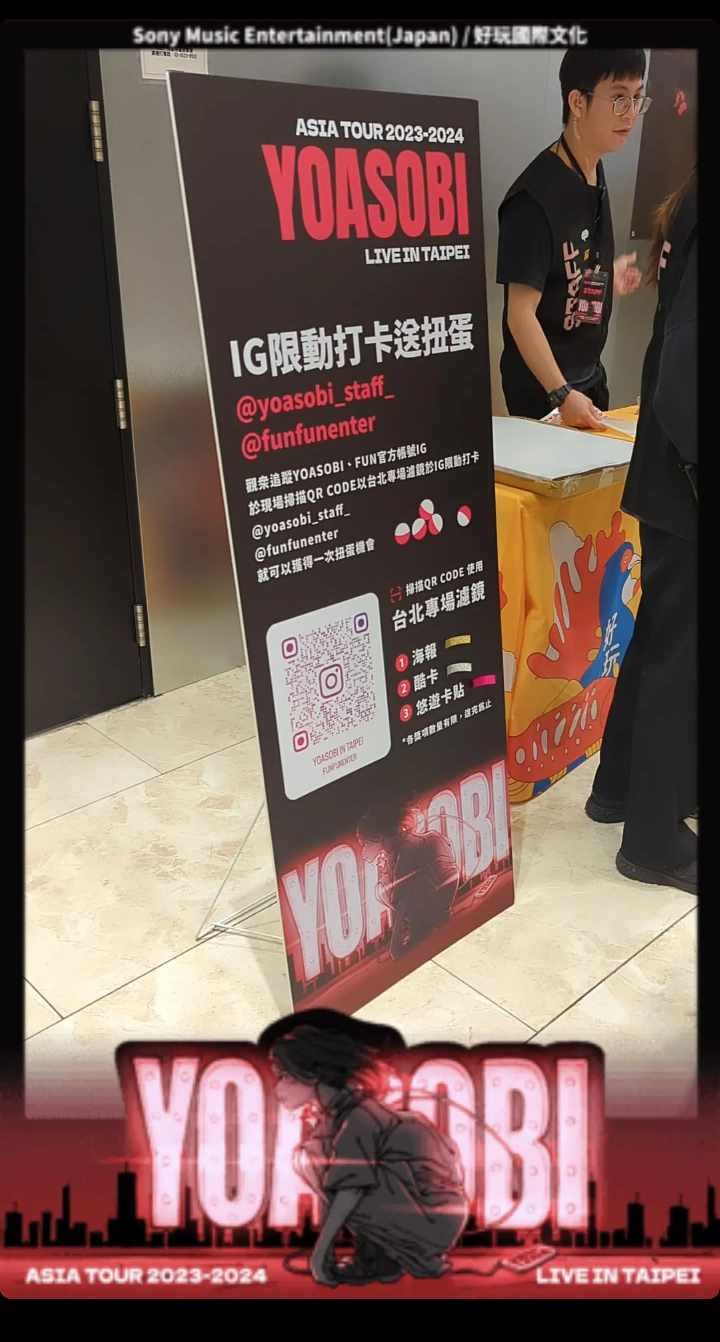 Sony Music Entertainment(Japan) / 好玩國際文化
ASIA TOUR 2023-2024
YOASOBI
LIVE IN TAIPEI
IG限動打卡送扭蛋
@yoasobi_staff_
@funfunenter
觀衆追蹤YOASOBI、FUN官方帳號IG
於現場掃描QR CODE以台北專場濾鏡於IG限動打卡
@yoasobi_staff_
@funfunenter
就可以獲得一次扭蛋機會
掃描QR CODE 使用
台北專場濾鏡
1 海報
2 酷卡
3 悠遊卡貼
*各獎項數量有限，送完為止
YOASOBI IN TAIPEI
FUNFUNENTER
YOASOBI
STAFF
好玩
YOASOBI
ASIA TOUR 2023-2024
LIVE IN TAIPEI